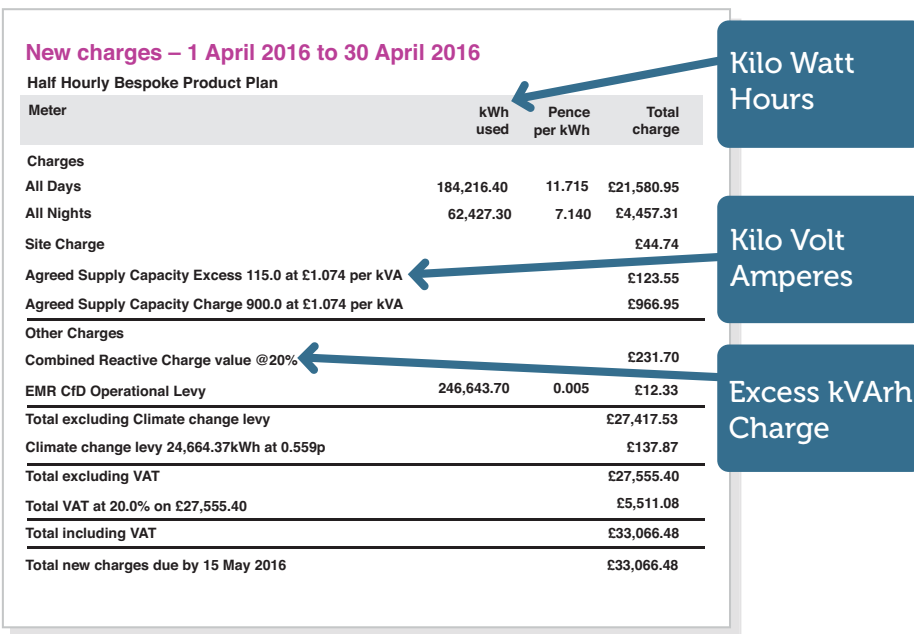 New charges – 1 April 2016 to 30 April 2016
Half Hourly Bespoke Product Plan
Meter kWh used Pence per kWh Total charge
Charges
All Days 184,216.40 11.715 £21,580.95
All Nights 62,427.30 7.140 £4,457.31
Site Charge £44.74
Agreed Supply Capacity Excess 115.0 at £1.074 per kVA £123.55
Agreed Supply Capacity Charge 900.0 at £1.074 per kVA £966.95
Other Charges
Combined Reactive Charge value @20% £231.70
EMR CfD Operational Levy 246,643.70 0.005 £12.33
Total excluding Climate change levy £27,417.53
Climate change levy 24,664.37kWh at 0.559p £137.87
Total excluding VAT £27,555.40
Total VAT at 20.0% on £27,555.40 £5,511.08
Total including VAT £33,066.48
Total new charges due by 15 May 2016 £33,066.48
Kilo Watt
Hours
Kilo Volt
Amperes
Excess kVArh
Charge